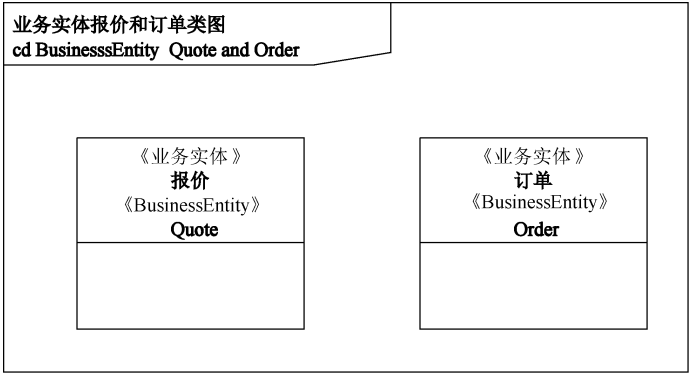 业务实体报价和订单类图
cd BusinesssEntity Quote and Order
《业务实体》
报价
《BusinessEntity》
Quote
《业务实体》
订单
《BusinessEntity》
Order